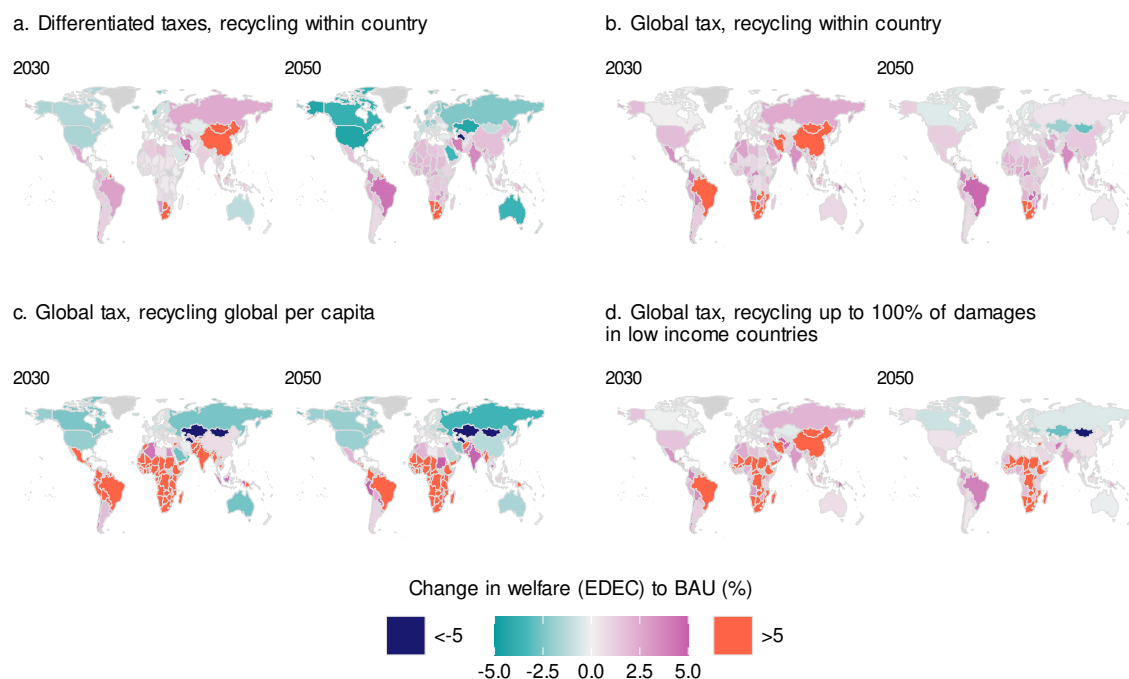 a. Differentiated taxes, recycling within country
b. Global tax, recycling within country
2030
2050
2030
2050
c. Global tax, recycling global per capita
d. Global tax, recycling up to 100% of damages
in low income countries
2030
2050
2030
2050
Change in welfare (EDEC) to BAU (%)
<-5
>5
-5.0 -2.5 0.0 2.5 5.0